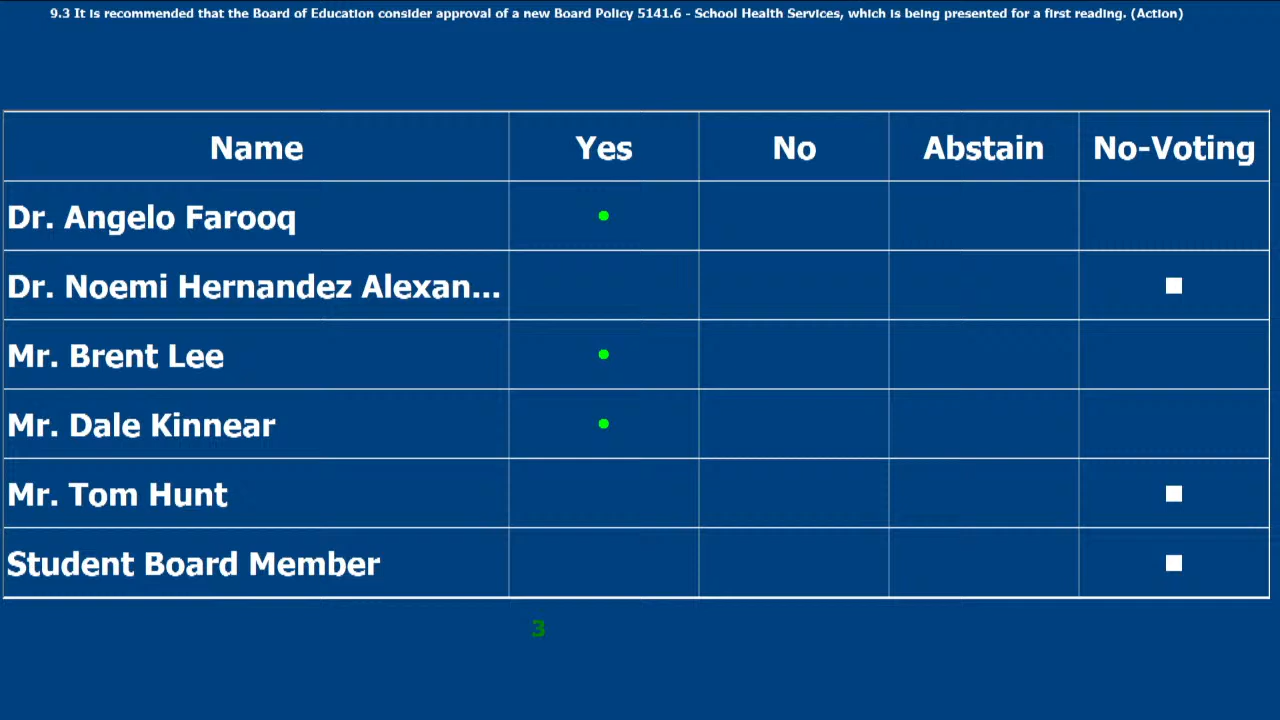 9.3 It is recommended that the Board of Education consider approval of a new Board Policy 5141.6 - School Health Services, which is being presented for a first reading. (Action)
Name Yes No Abstain No-Voting
Dr. Angelo Farooq
Dr. Noemi Hernandez Alexan...
Mr. Brent Lee
Mr. Dale Kinnear
Mr. Tom Hunt
Student Board Member
3